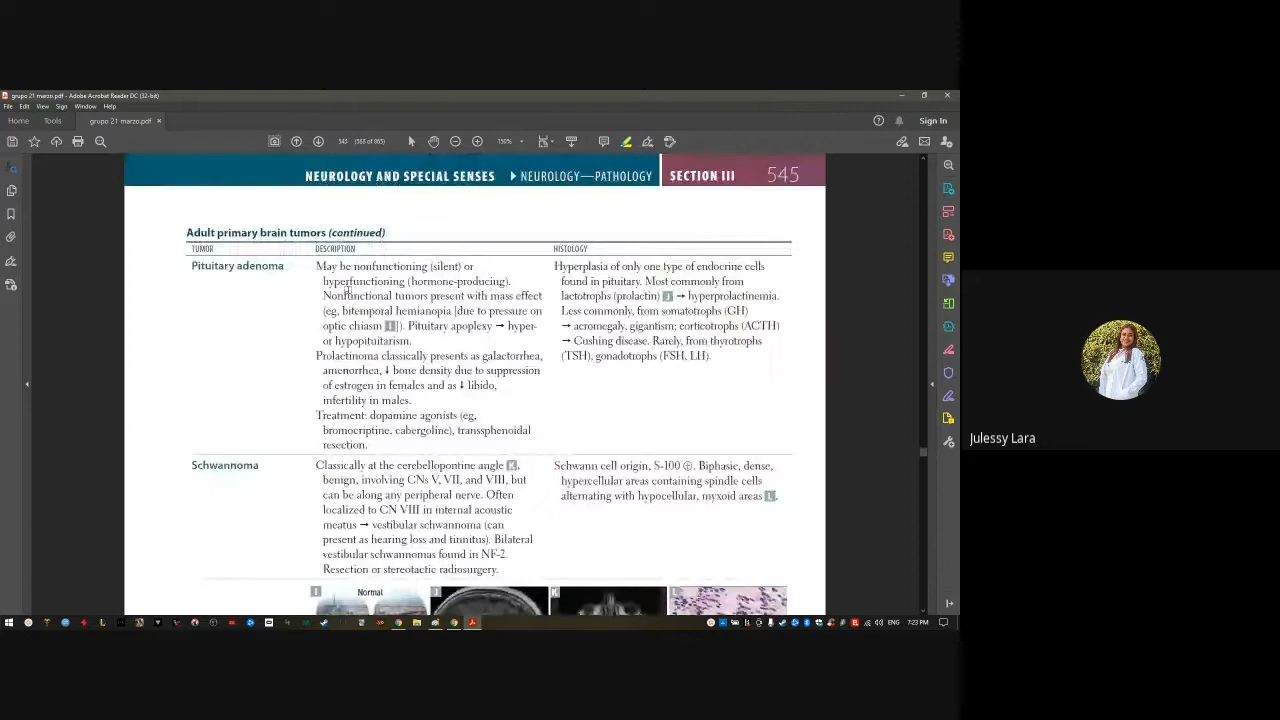 grupo 21 marzo.pdf - Adobe Acrobat Reader DC (32-bit)
File Edit View Sign Window Help
Home Tools grupo 21 marzo.pdf × Sign In
543 (565 of 865) 150%
NEUROLOGY AND SPECIAL SENSES ▶ NEUROLOGY—PATHOLOGY SECTION III 545
Adult primary brain tumors (continued)
TUMOR DESCRIPTION HISTOLOGY
Pituitary adenoma
May be nonfunctioning (silent) or
hyperfunctioning (hormone-producing).
Nonfunctional tumors present with mass effect
(eg, bitemporal hemianopia [due to pressure on
optic chiasm I]). Pituitary apoplexy → hyper-
or hypopituitarism.
Prolactinoma classically presents as galactorrhea,
amenorrhea, ↓ bone density due to suppression
of estrogen in females and as ↓ libido,
infertility in males.
Treatment: dopamine agonists (eg,
bromocriptine, cabergoline), transsphenoidal
resection.
Hyperplasia of only one type of endocrine cells
found in pituitary. Most commonly from
lactotrophs (prolactin) J → hyperprolactinemia.
Less commonly, from somatotrophs (GH)
→ acromegaly, gigantism; corticotrophs (ACTH)
→ Cushing disease. Rarely, from thyrotrophs
(TSH), gonadotrophs (FSH, LH).
Schwannoma
Classically at the cerebellopontine angle K,
benign, involving CNs V, VII, and VIII, but
can be along any peripheral nerve. Often
localized to CN VIII in internal acoustic
meatus → vestibular schwannoma (can
present as hearing loss and tinnitus). Bilateral
vestibular schwannomas found in NF-2.
Resection or stereotactic radiosurgery.
Schwann cell origin, S-100 ⊕. Biphasic, dense,
hypercellular areas containing spindle cells
alternating with hypocellular, myxoid areas L.
I Normal J K L
ENG 7:23 PM
Julessy Lara